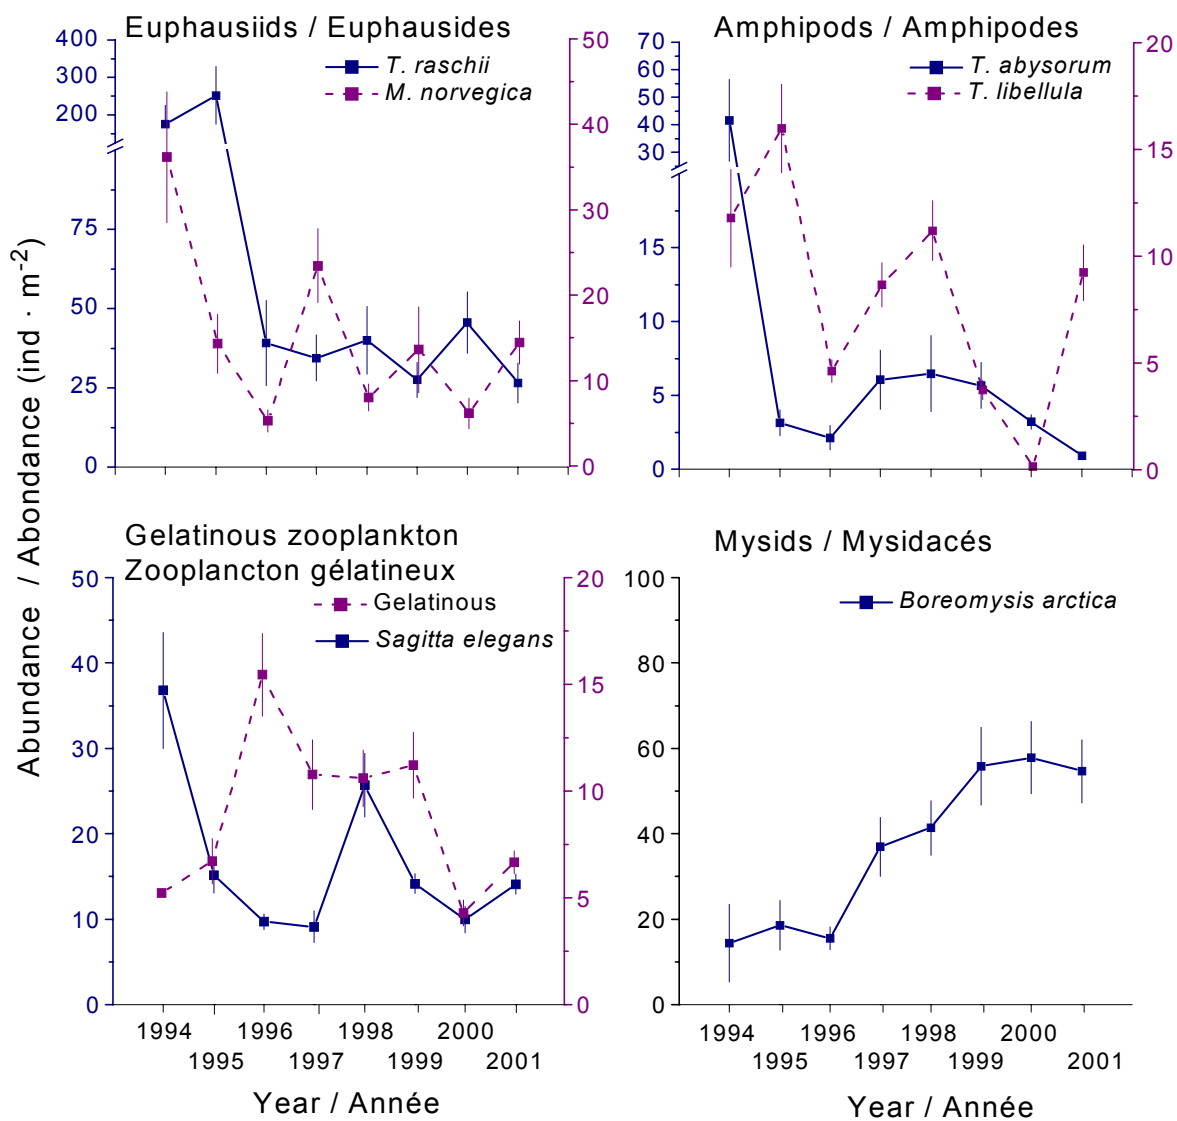 Euphausiids / Euphausides
T. raschii
M. norvegica
400
300
200
75
50
25
0
50
40
30
20
10
0
Amphipods / Amphipodes
T. abysorum
T. libellula
70
60
50
40
30
15
10
5
0
20
15
10
5
0
Abundance / Abondance (ind · m⁻²)
Gelatinous zooplankton
Zooplancton gélatineux
Gelatinous
Sagitta elegans
50
40
30
20
10
0
20
15
10
5
0
1994 1996 1998 2000
1995 1997 1999 2001
Year / Année
Mysids / Mysidacés
Boreomysis arctica
100
80
60
40
20
0
1994 1996 1998 2000
1995 1997 1999 2001
Year / Année